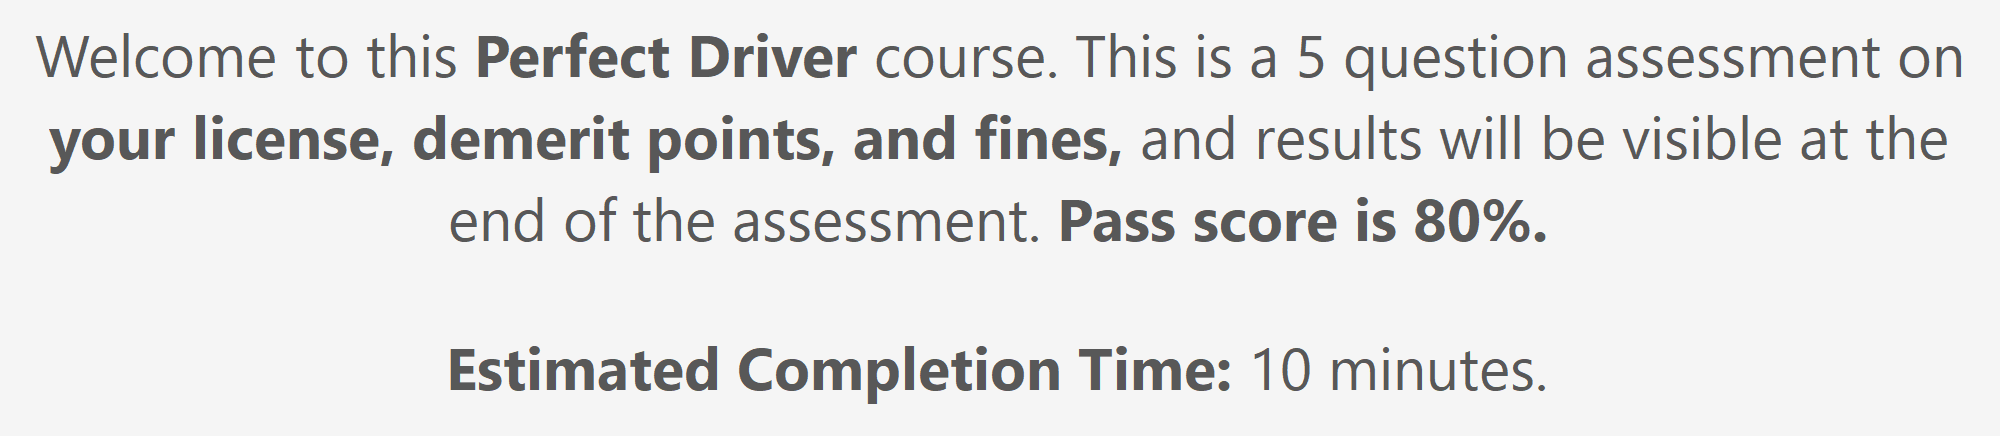 Welcome to this Perfect Driver course. This is a 5 question assessment on
your license, demerit points, and fines, and results will be visible at the
end of the assessment. Pass score is 80%.
Estimated Completion Time: 10 minutes.